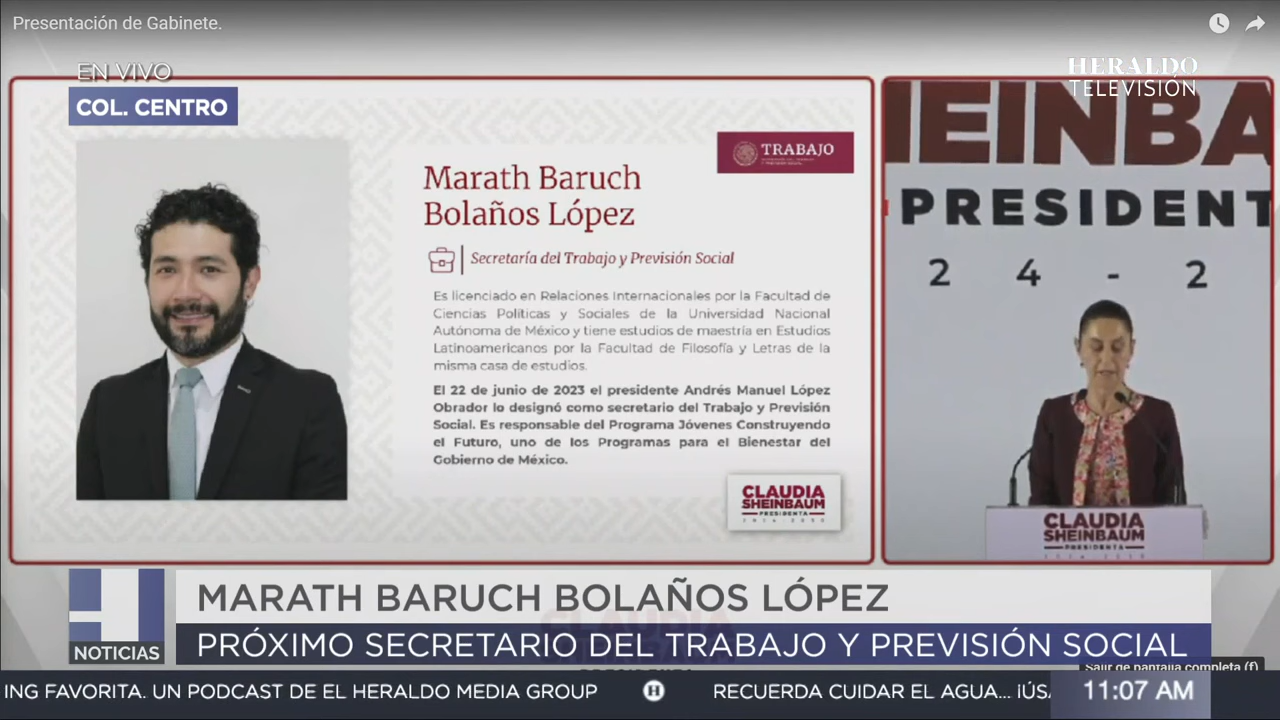 Presentación de Gabinete.
EN VIVO
COL. CENTRO
HERALDO
TELEVISIÓN
TRABAJO
Marath Baruch
Bolaños López
Secretaría del Trabajo y Previsión Social
Es licenciado en Relaciones Internacionales por la Facultad de
Ciencias Políticas y Sociales de la Universidad Nacional
Autónoma de México y tiene estudios de maestría en Estudios
Latinoamericanos por la Facultad de Filosofía y Letras de la
misma casa de estudios.
El 22 de junio de 2023 el presidente Andrés Manuel López
Obrador lo designó como secretario del Trabajo y Previsión
Social. Es responsable del Programa Jóvenes Construyendo
el Futuro, uno de los Programas para el Bienestar del
Gobierno de México.
CLAUDIA
SHEINBAUM
PRESIDENTA
HEINBA
PRESIDENT
2 4 - 2
CLAUDIA
SHEINBAUM
PRESIDENTA
MARATH BARUCH BOLAÑOS LÓPEZ
PRÓXIMO SECRETARIO DEL TRABAJO Y PREVISIÓN SOCIAL
NOTICIAS
Salir de pantalla completa (f)
ING FAVORITA. UN PODCAST DE EL HERALDO MEDIA GROUP
RECUERDA CUIDAR EL AGUA... ¡ÚS
11:07 AM